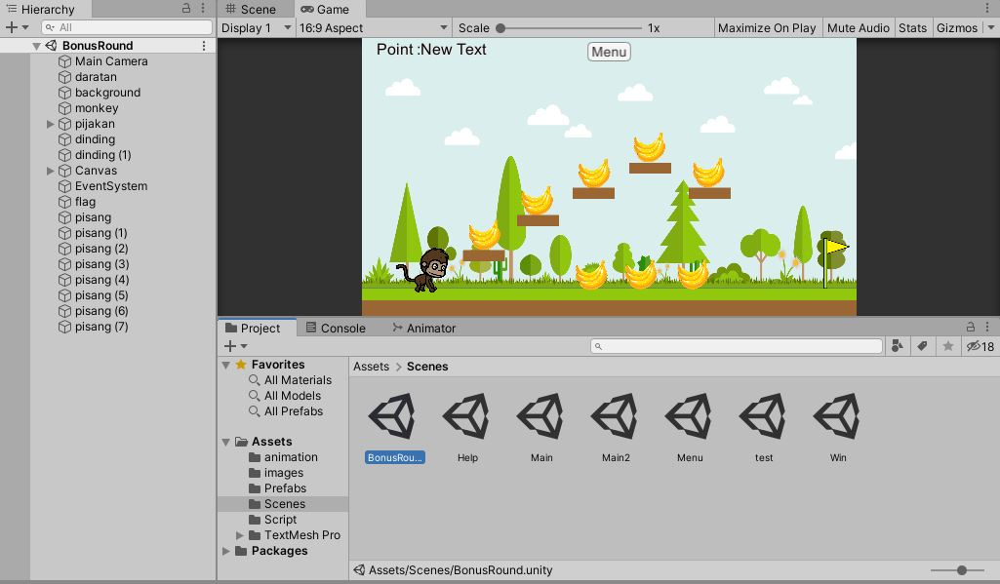 Hierarchy
All
BonusRound
Main Camera
daratan
background
monkey
pijakan
dinding
dinding (1)
Canvas
EventSystem
flag
pisang
pisang (1)
pisang (2)
pisang (3)
pisang (4)
pisang (5)
pisang (6)
pisang (7)
Scene Game
Display 1 16:9 Aspect Scale 1x Maximize On Play Mute Audio Stats Gizmos
Point :New Text Menu
Project Console Animator
18
Favorites
All Materials
All Models
All Prefabs
Assets
animation
images
Prefabs
Scenes
Script
TextMesh Pro
Packages
Assets > Scenes
BonusRou... Help Main Main2 Menu test Win
Assets/Scenes/BonusRound.unity